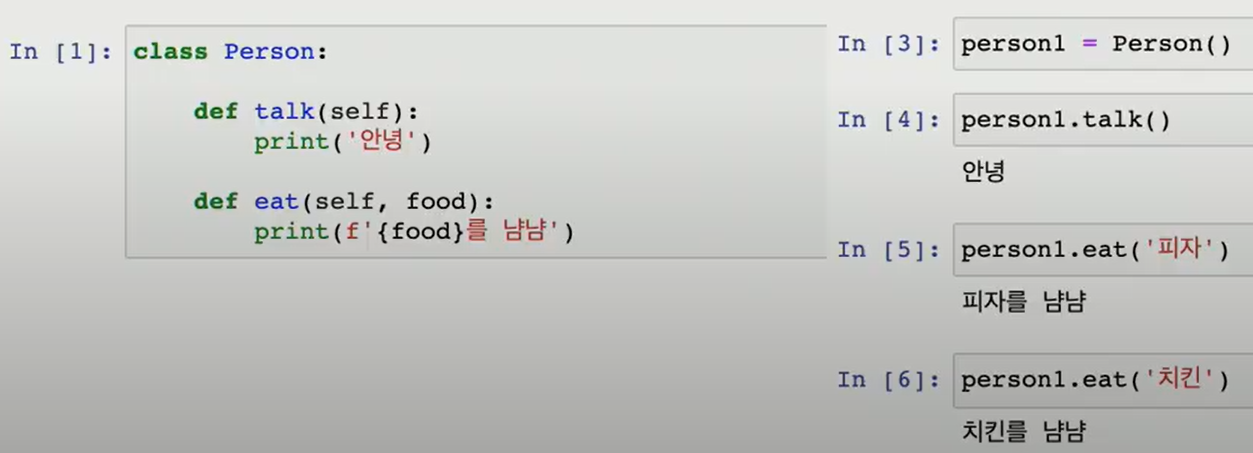 In [1]: class Person:
def talk(self):
print('안녕')
def eat(self, food):
print(f'{food}를 냠냠')
In [3]: person1 = Person()
In [4]: person1.talk()
안녕
In [5]: person1.eat('피자')
피자를 냠냠
In [6]: person1.eat('치킨')
치킨를 냠냠